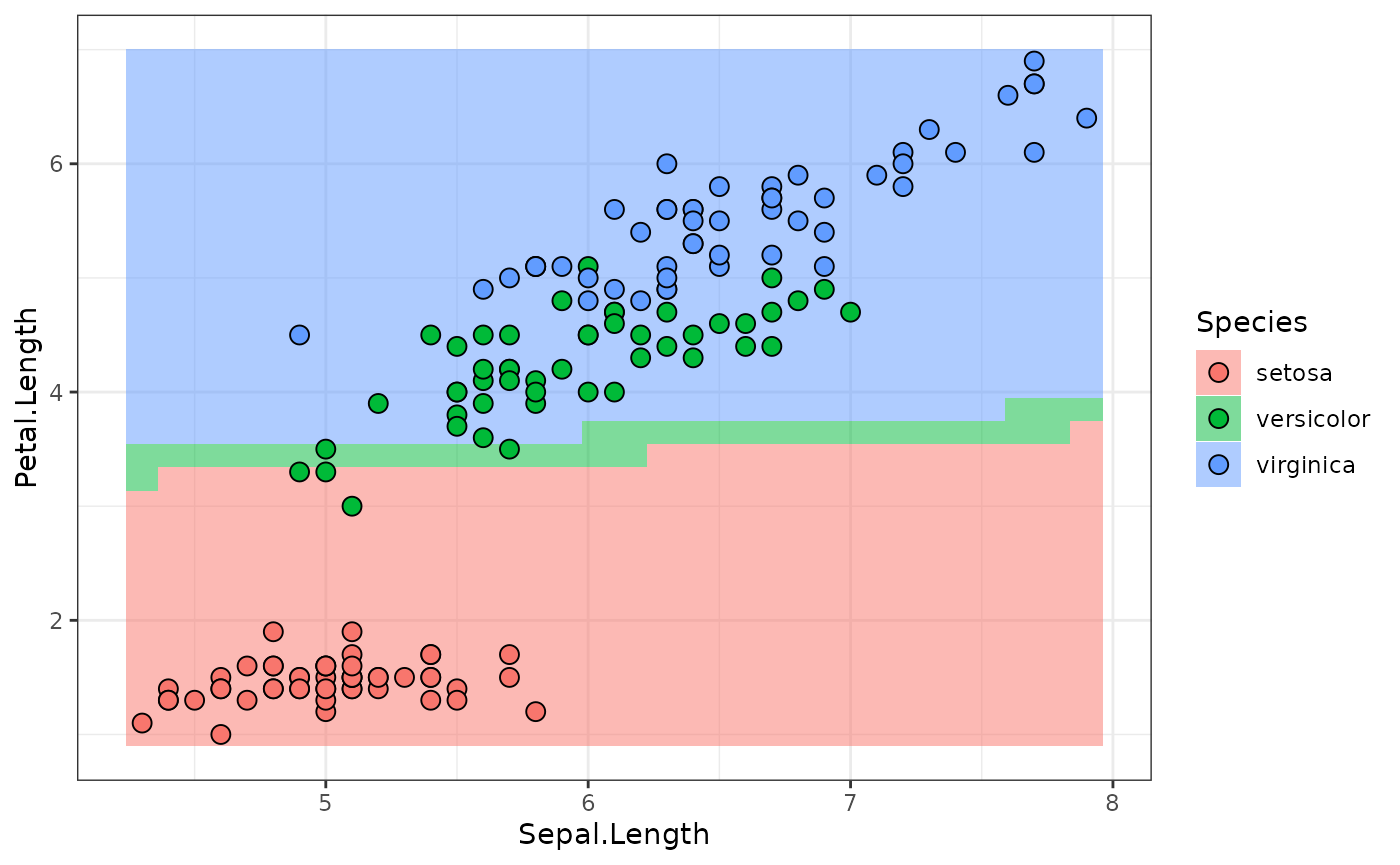 6
4
2
Petal.Length
5 6 7 8
Sepal.Length
Species
setosa
versicolor
virginica